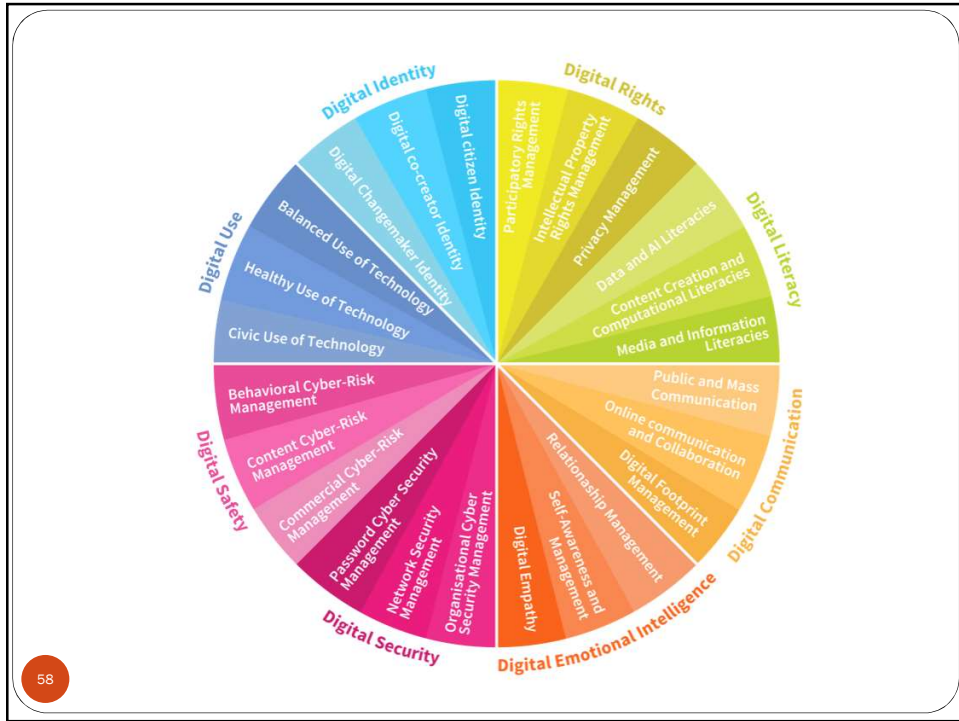 Digital Identity
Digital citizen Identity
Digital co-creator Identity
Digital Changemaker Identity
Digital Rights
Participatory Rights
Management
Intellectual Property
Rights Management
Privacy Management
Digital Literacy
Data and AI Literacies
Content Creation and
Computational Literacies
Media and Information
Literacies
Digital Communication
Public and Mass
Communication
Online communication
and Collaboration
Digital Footprint
Management
Digital Emotional Intelligence
Relationaship Management
Self-Awareness and
Management
Digital Empathy
Digital Security
Organisational Cyber
Security Management
Network Security
Management
Password Cyber Security
Management
Digital Safety
Commercial Cyber-Risk
Management
Content Cyber-Risk
Management
Behavioral Cyber-Risk
Management
Digital Use
Civic Use of Technology
Healthy Use of Technology
Balanced Use of Technology
58